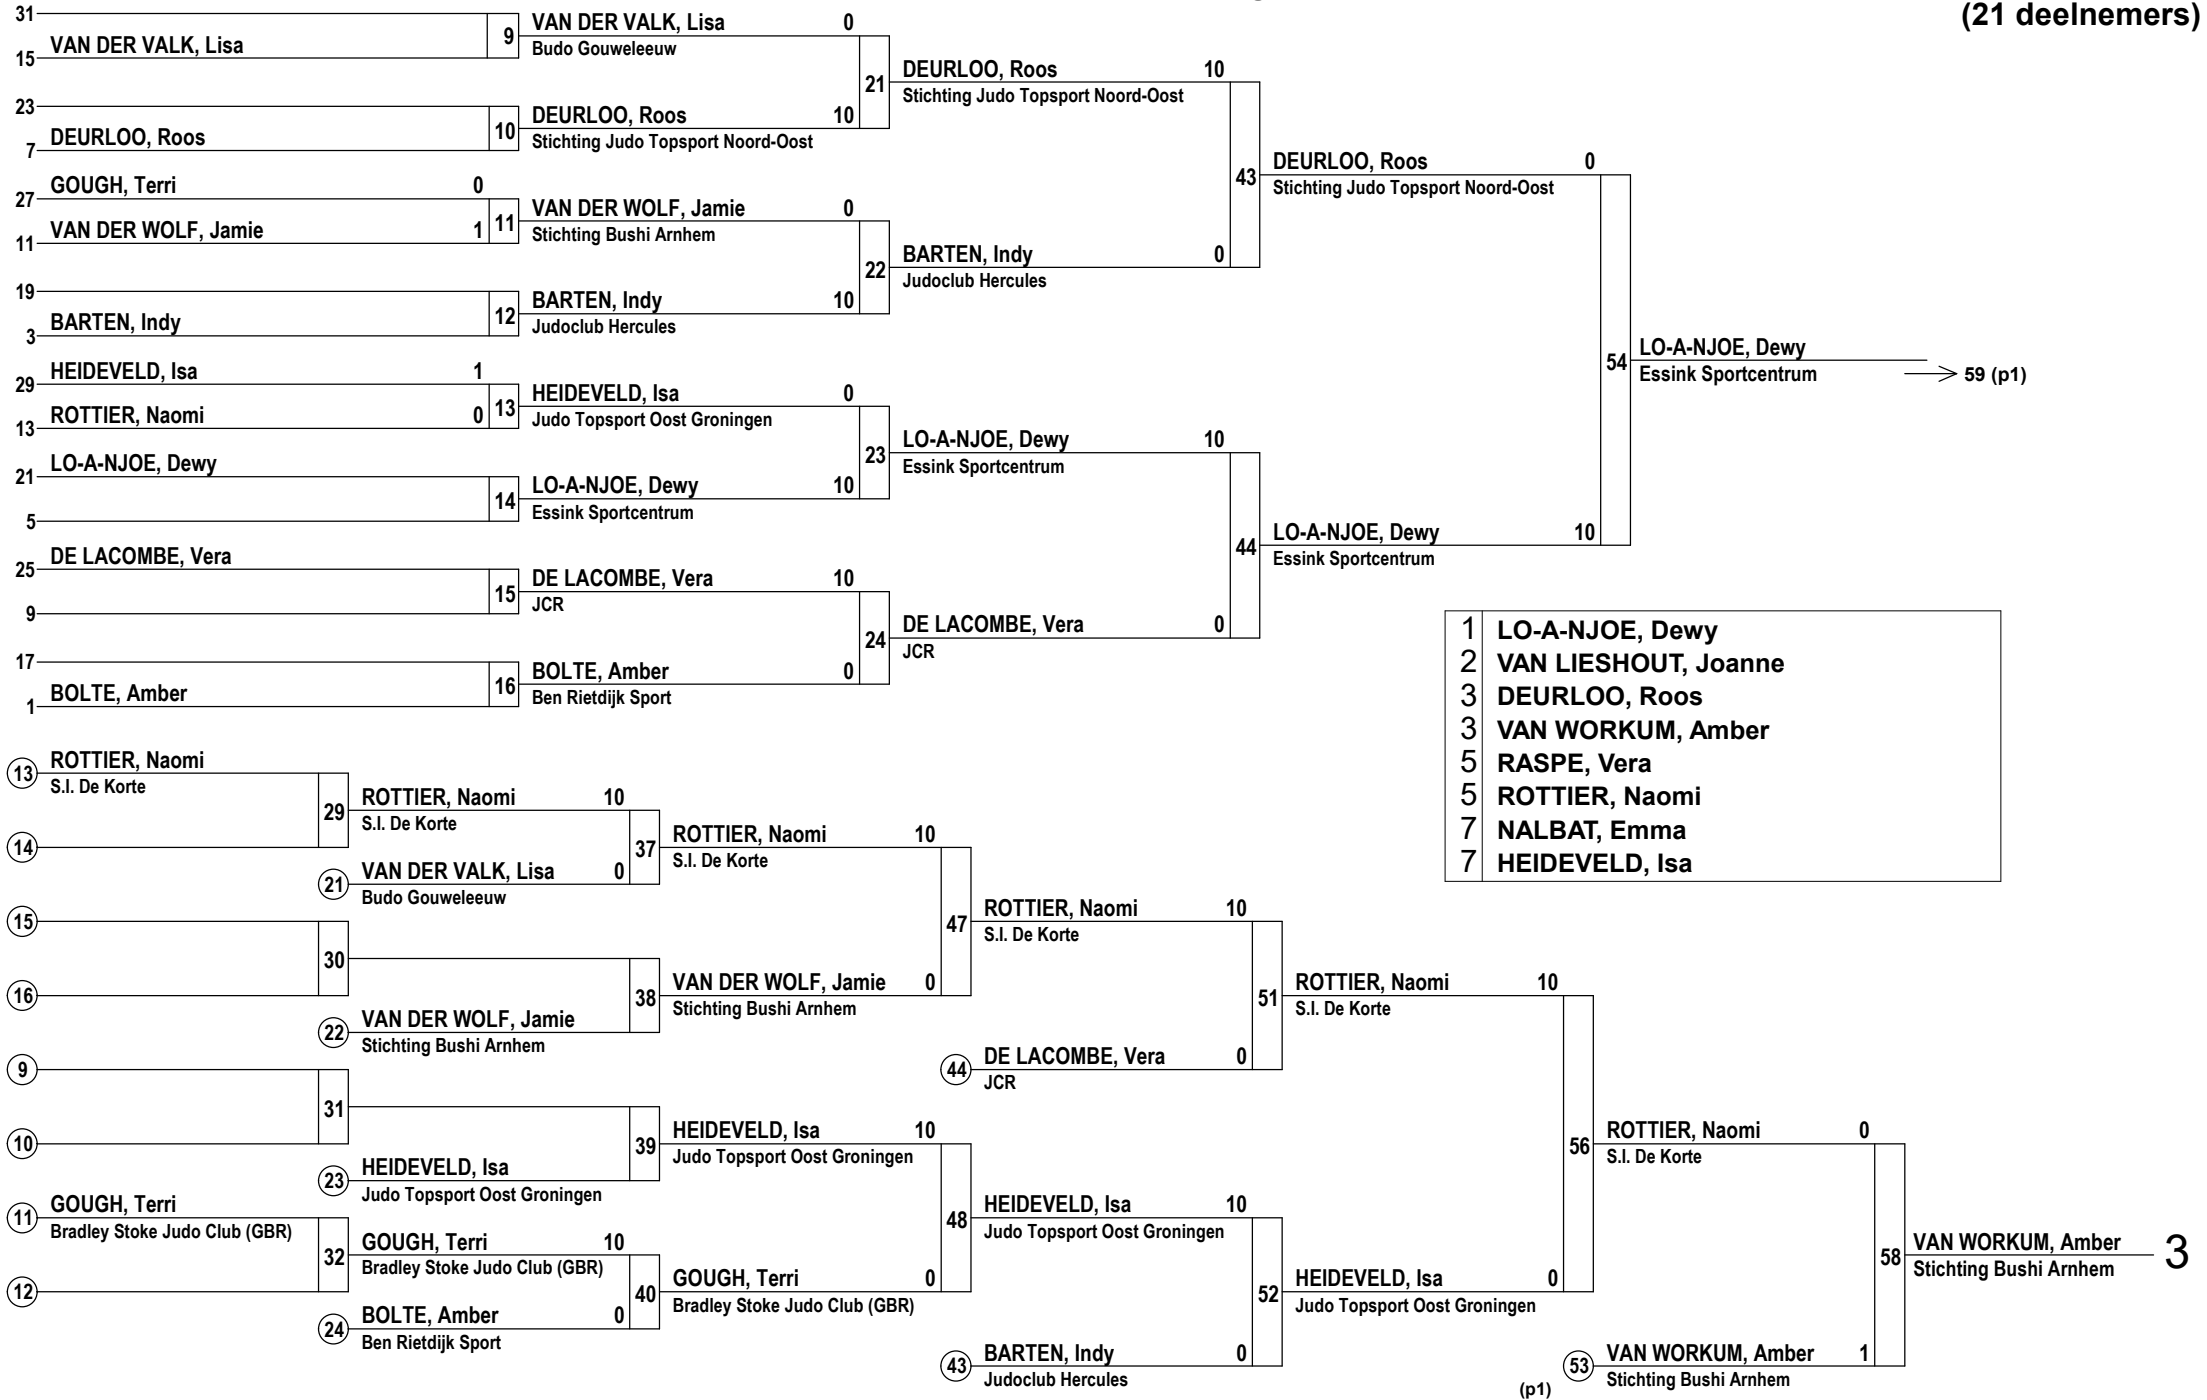 (21 deelnemers)
31
15 VAN DER VALK, Lisa
9
VAN DER VALK, Lisa 0
Budo Gouweleeuw
23
7 DEURLOO, Roos
10
DEURLOO, Roos 10
Stichting Judo Topsport Noord-Oost
21
DEURLOO, Roos 10
Stichting Judo Topsport Noord-Oost
27 GOUGH, Terri 0
11 VAN DER WOLF, Jamie 1
11
VAN DER WOLF, Jamie 0
Stichting Bushi Arnhem
19
3 BARTEN, Indy
12
BARTEN, Indy 10
Judoclub Hercules
22
BARTEN, Indy 0
Judoclub Hercules
43
DEURLOO, Roos 0
Stichting Judo Topsport Noord-Oost
29 HEIDEVELD, Isa 1
13 ROTTIER, Naomi 0
13
HEIDEVELD, Isa 0
Judo Topsport Oost Groningen
21 LO-A-NJOE, Dewy
5
14
LO-A-NJOE, Dewy 10
Essink Sportcentrum
23
LO-A-NJOE, Dewy 10
Essink Sportcentrum
25 DE LACOMBE, Vera
9
15
DE LACOMBE, Vera 10
JCR
17
1 BOLTE, Amber
16
BOLTE, Amber 0
Ben Rietdijk Sport
24
DE LACOMBE, Vera 0
JCR
44
LO-A-NJOE, Dewy 10
Essink Sportcentrum
54
LO-A-NJOE, Dewy
Essink Sportcentrum
59 (p1)
1 LO-A-NJOE, Dewy
2 VAN LIESHOUT, Joanne
3 DEURLOO, Roos
3 VAN WORKUM, Amber
5 RASPE, Vera
5 ROTTIER, Naomi
7 NALBAT, Emma
7 HEIDEVELD, Isa
13 ROTTIER, Naomi
S.I. De Korte
14
29
ROTTIER, Naomi 10
S.I. De Korte
21 VAN DER VALK, Lisa 0
Budo Gouweleeuw
37
ROTTIER, Naomi 10
S.I. De Korte
15
16
30
22 VAN DER WOLF, Jamie
Stichting Bushi Arnhem
38
VAN DER WOLF, Jamie 0
Stichting Bushi Arnhem
47
ROTTIER, Naomi 10
S.I. De Korte
44 DE LACOMBE, Vera 0
JCR
51
ROTTIER, Naomi 10
S.I. De Korte
9
10
31
23 HEIDEVELD, Isa
Judo Topsport Oost Groningen
39
HEIDEVELD, Isa 10
Judo Topsport Oost Groningen
11 GOUGH, Terri
Bradley Stoke Judo Club (GBR)
12
32
GOUGH, Terri 10
Bradley Stoke Judo Club (GBR)
24 BOLTE, Amber 0
Ben Rietdijk Sport
40
GOUGH, Terri 0
Bradley Stoke Judo Club (GBR)
48
HEIDEVELD, Isa 10
Judo Topsport Oost Groningen
43 BARTEN, Indy 0
Judoclub Hercules
52
HEIDEVELD, Isa 0
Judo Topsport Oost Groningen
56
ROTTIER, Naomi 0
S.I. De Korte
(p1)
53 VAN WORKUM, Amber 1
Stichting Bushi Arnhem
58
VAN WORKUM, Amber 3
Stichting Bushi Arnhem